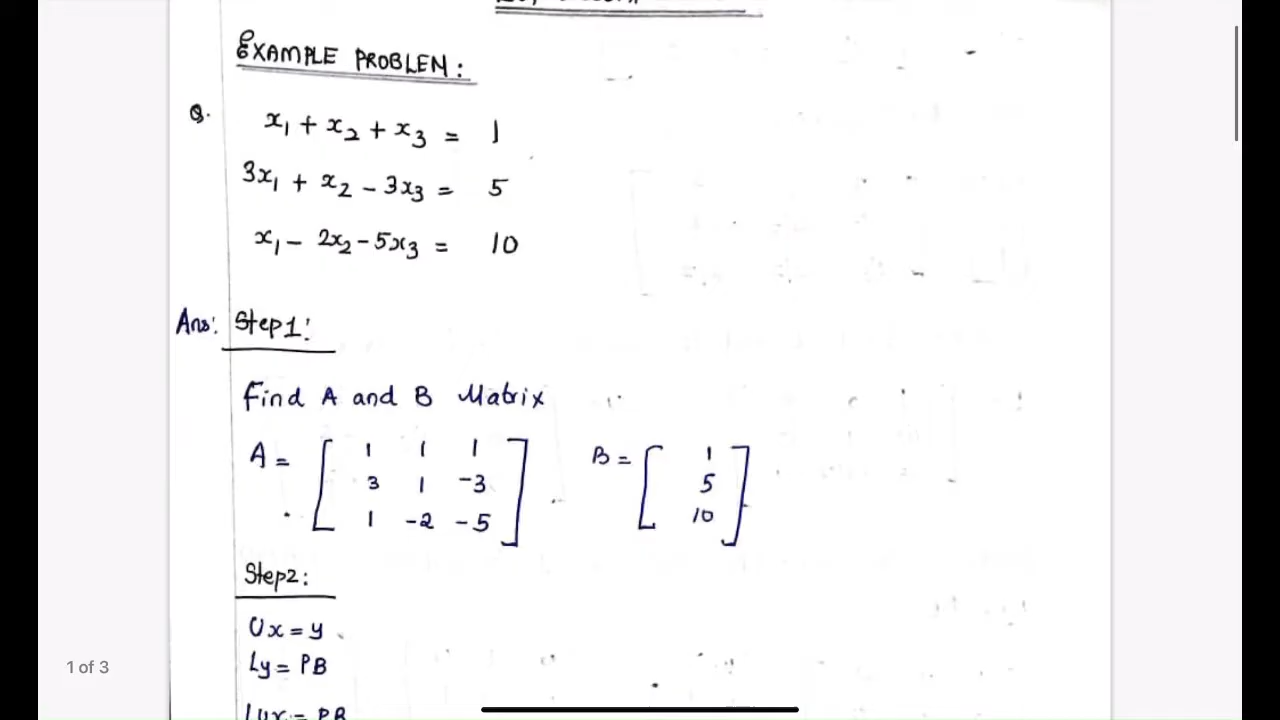 EXAMPLE PROBLEM:
Q. x₁ + x₂ + x₃ = 1
3x₁ + x₂ - 3x₃ = 5
x₁ - 2x₂ - 5x₃ = 10
Ans: Step1:
Find A and B Matrix
A = [ 1 1 1 B = [ 1
3 1 -3 5
1 -2 -5 ] 10 ]
Step2:
Ux = y
Ly = PB
LUx = PB
1 of 3